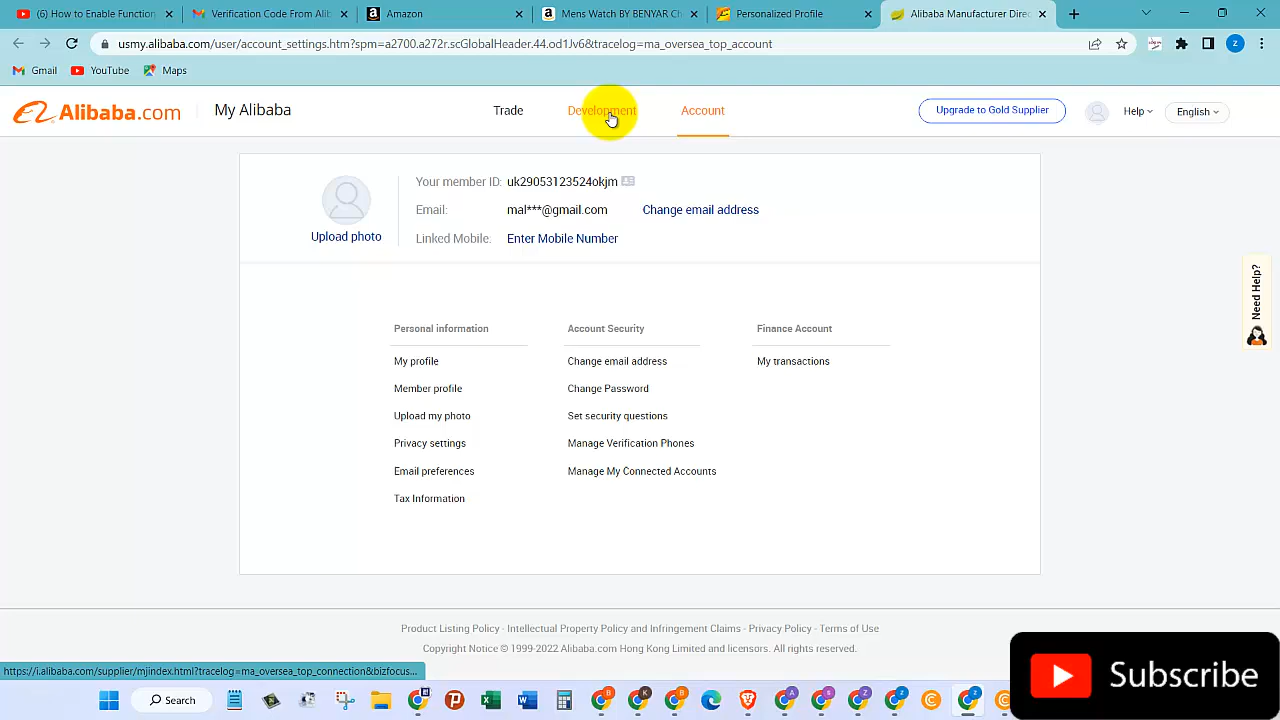 (6) How to Enable Function
Verification Code From Alib
Amazon
Mens Watch BY BENYAR Ch
Personalized Profile
Alibaba Manufacturer Direc
usmy.alibaba.com/user/account_settings.htm?spm=a2700.a272r.scGlobalHeader.44.od1Jv6&tracelog=ma_oversea_top_account
Gmail YouTube Maps
Alibaba.com My Alibaba Trade Development Account Upgrade to Gold Supplier Help English
Your member ID: uk29053123524okjm
Email: mal***@gmail.com Change email address
Upload photo
Linked Mobile: Enter Mobile Number
Need Help?
Personal information Account Security Finance Account
My profile Change email address My transactions
Member profile Change Password
Upload my photo Set security questions
Privacy settings Manage Verification Phones
Email preferences Manage My Connected Accounts
Tax Information
Product Listing Policy - Intellectual Property Policy and Infringement Claims - Privacy Policy - Terms of Use
Copyright Notice © 1999-2022 Alibaba.com Hong Kong Limited and licensors. All rights reserved.
https://i.alibaba.com/supplier/mjindex.html?tracelog=ma_oversea_top_connection&bizfocus...
Search
Subscribe